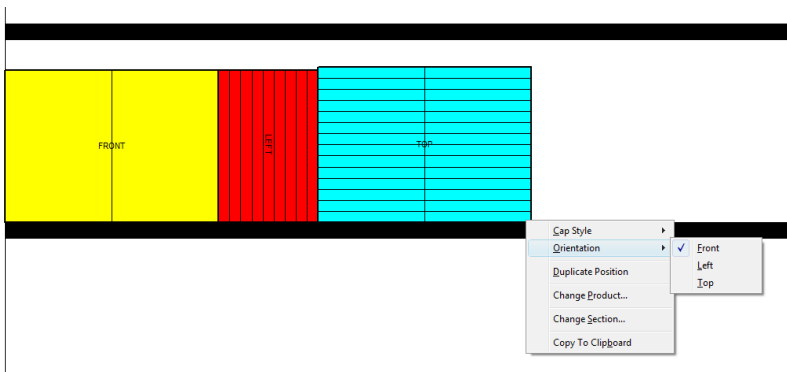 FRONT
LEFT
TOP
Cap Style
Orientation
Duplicate Position
Change Product...
Change Section...
Copy To Clipboard
Front
Left
Top